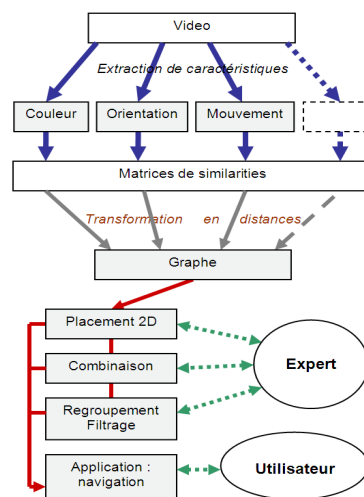 Video
Extraction de caractéristiques
Couleur
Orientation
Mouvement
Matrices de similarities
Transformation en distances
Graphe
Placement 2D
Combinaison
Expert
Regroupement
Filtrage
Application :
navigation
Utilisateur